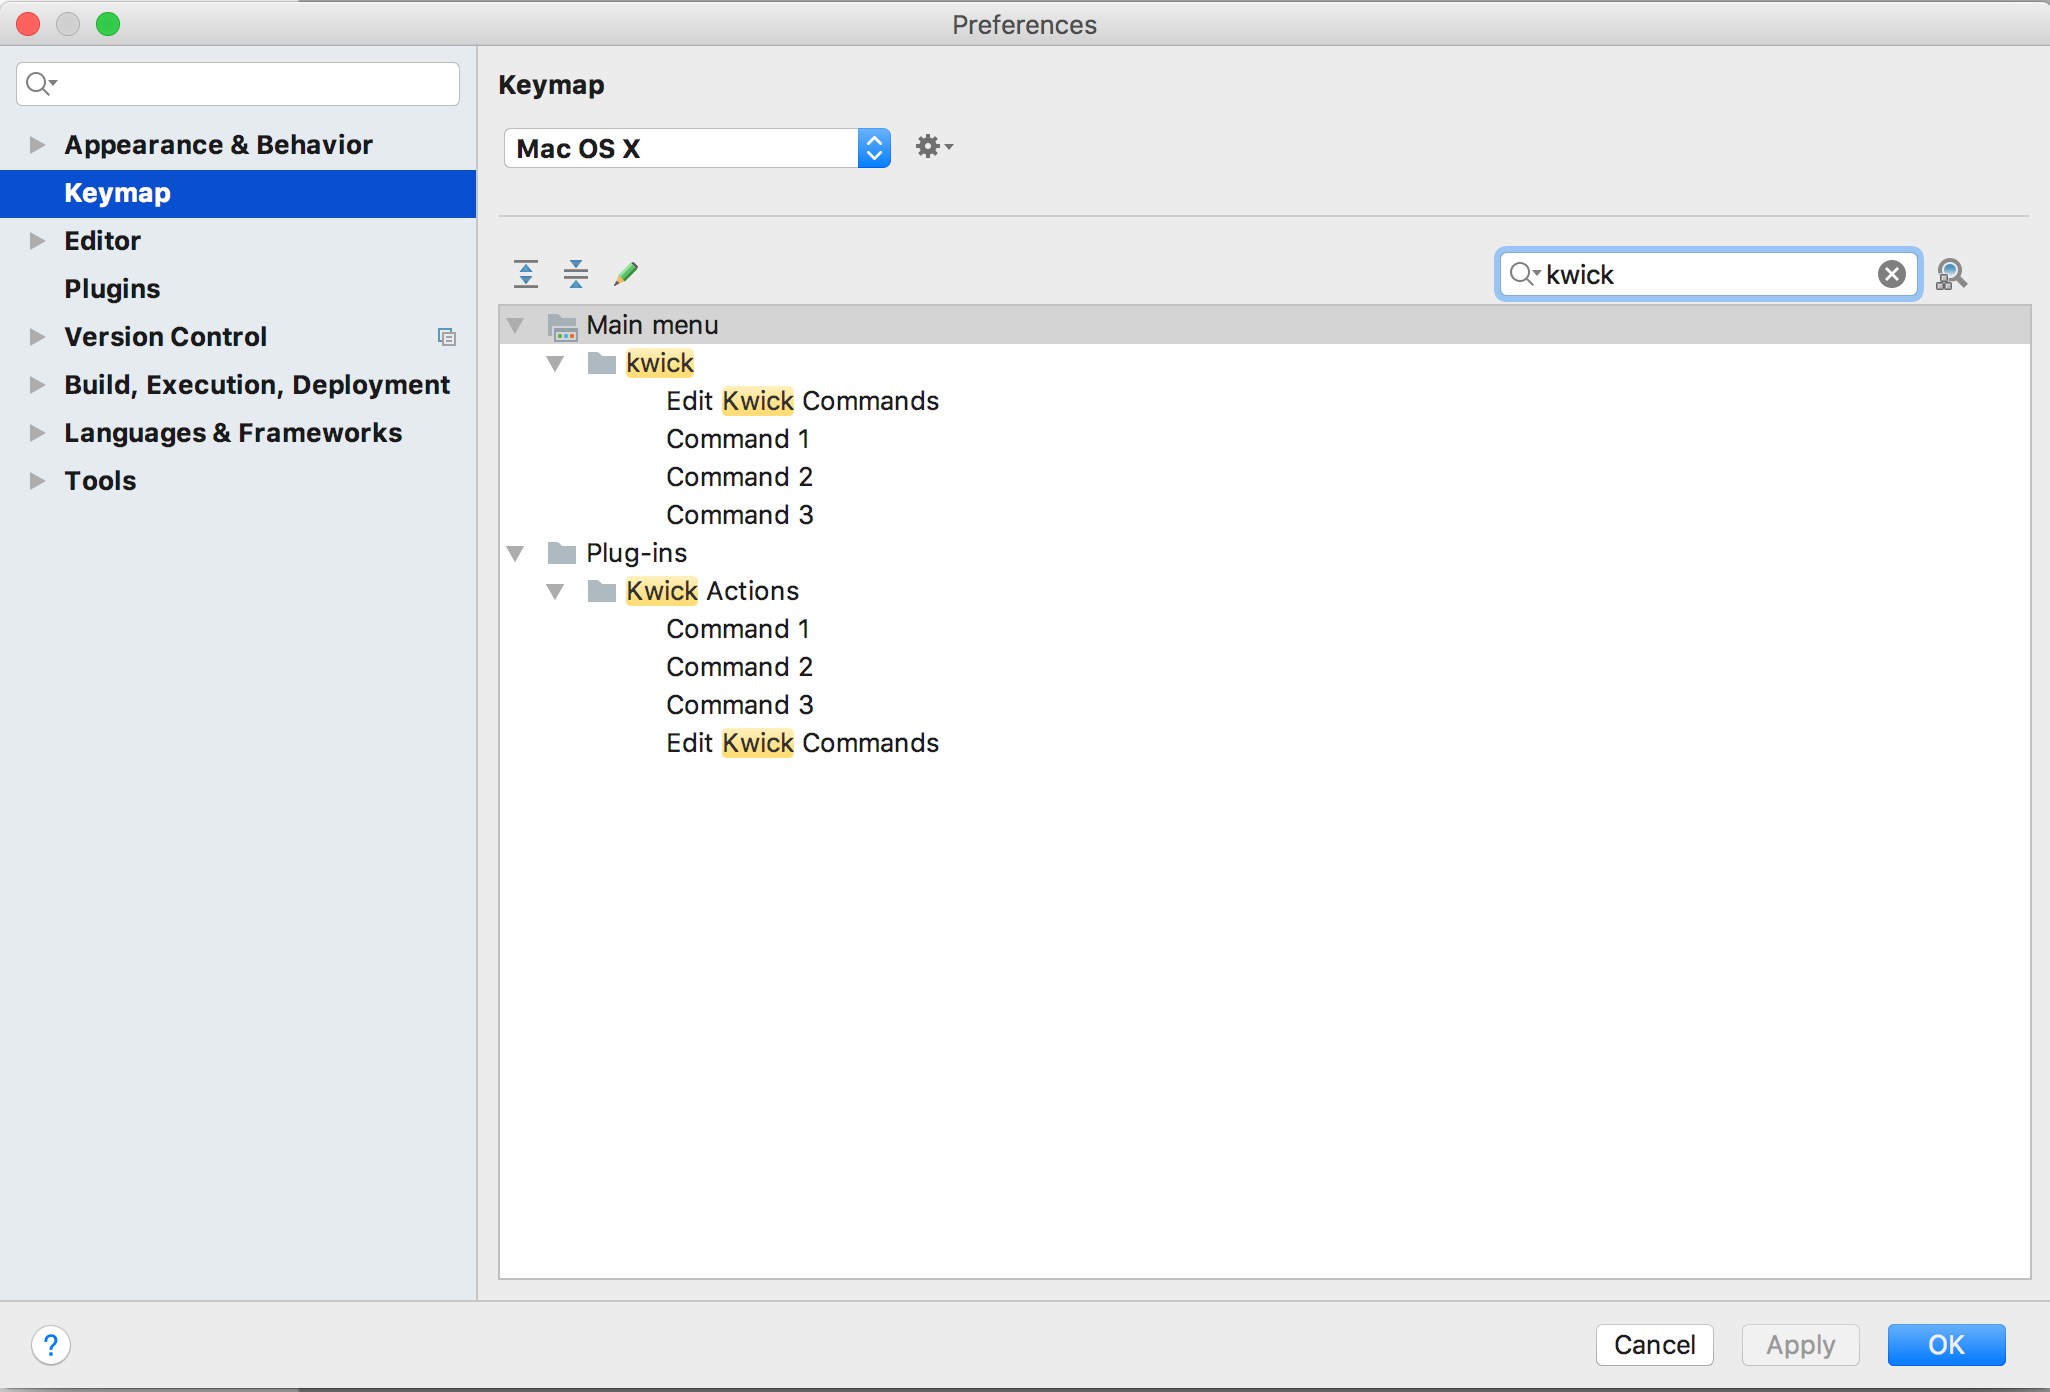 Preferences
Appearance & Behavior
Keymap
Editor
Plugins
Version Control
Build, Execution, Deployment
Languages & Frameworks
Tools
Keymap
Mac OS X
kwick
Main menu
kwick
Edit Kwick Commands
Command 1
Command 2
Command 3
Plug-ins
Kwick Actions
Command 1
Command 2
Command 3
Edit Kwick Commands
?
Cancel
Apply
OK